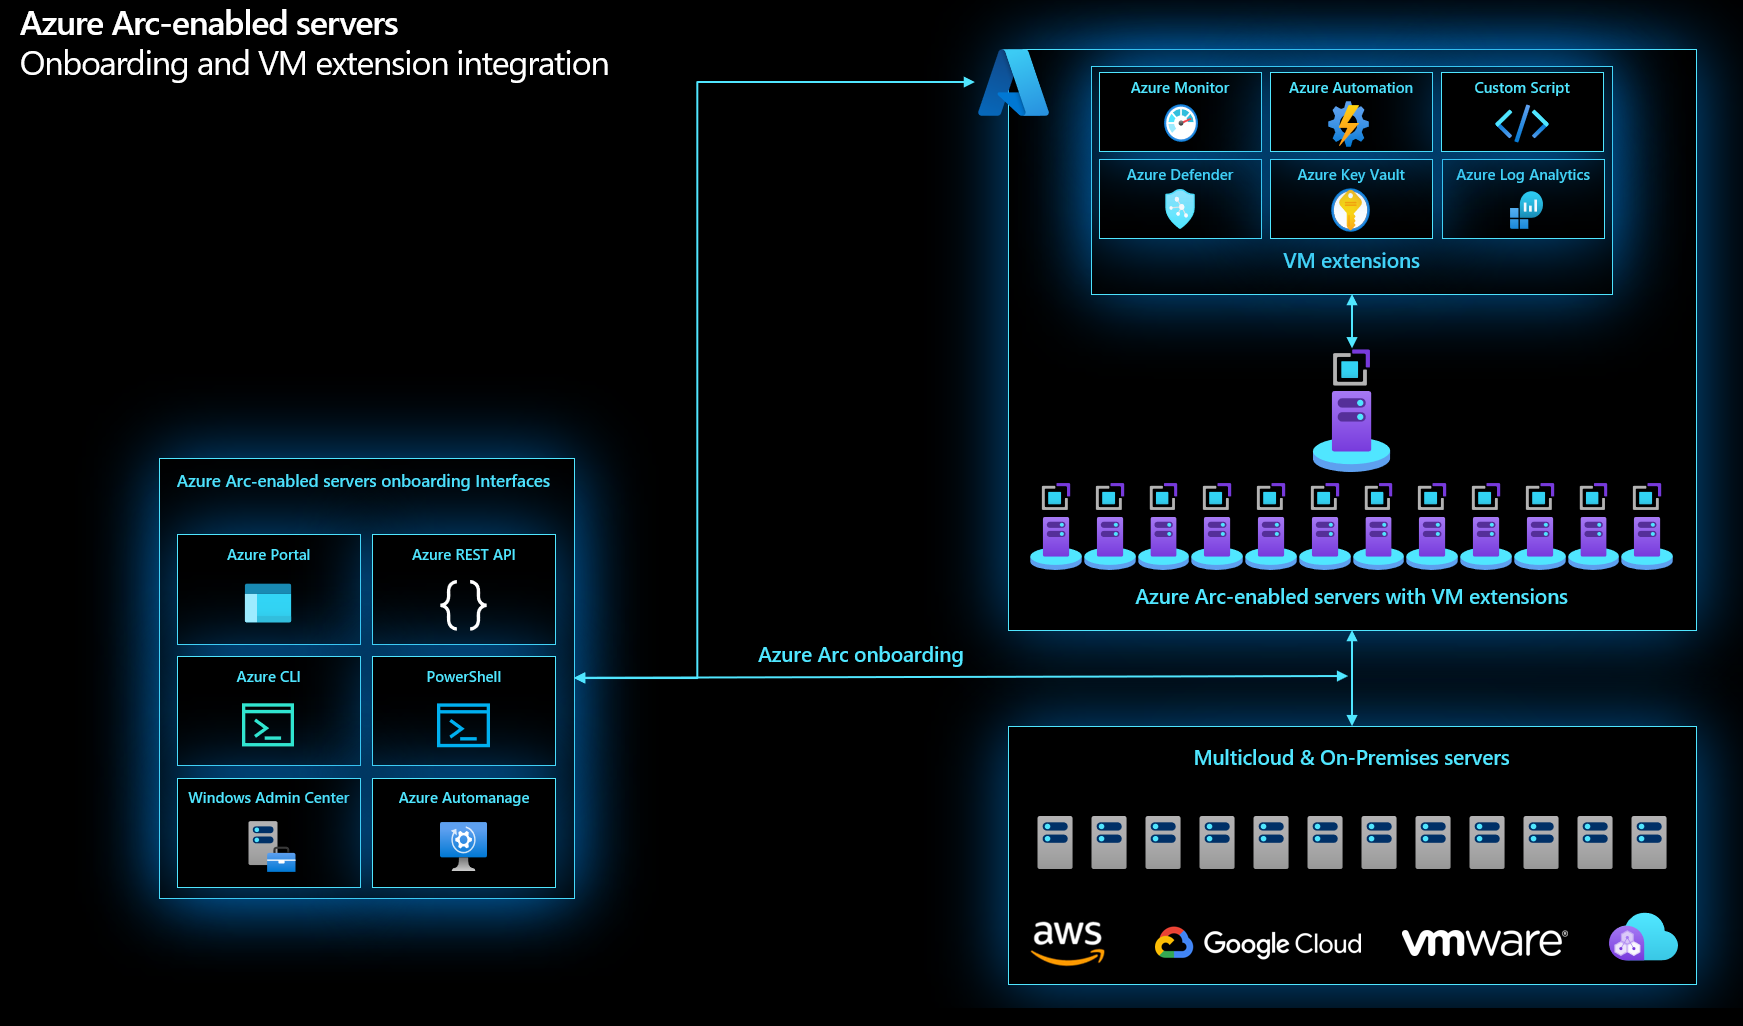 Azure Arc-enabled servers
Onboarding and VM extension integration
Azure Monitor
Azure Automation
Custom Script
Azure Defender
Azure Key Vault
Azure Log Analytics
VM extensions
Azure Arc-enabled servers with VM extensions
Azure Arc-enabled servers onboarding Interfaces
Azure Portal
Azure REST API
Azure CLI
PowerShell
Windows Admin Center
Azure Automanage
Azure Arc onboarding
Multicloud & On-Premises servers
aws
Google Cloud
vmware®